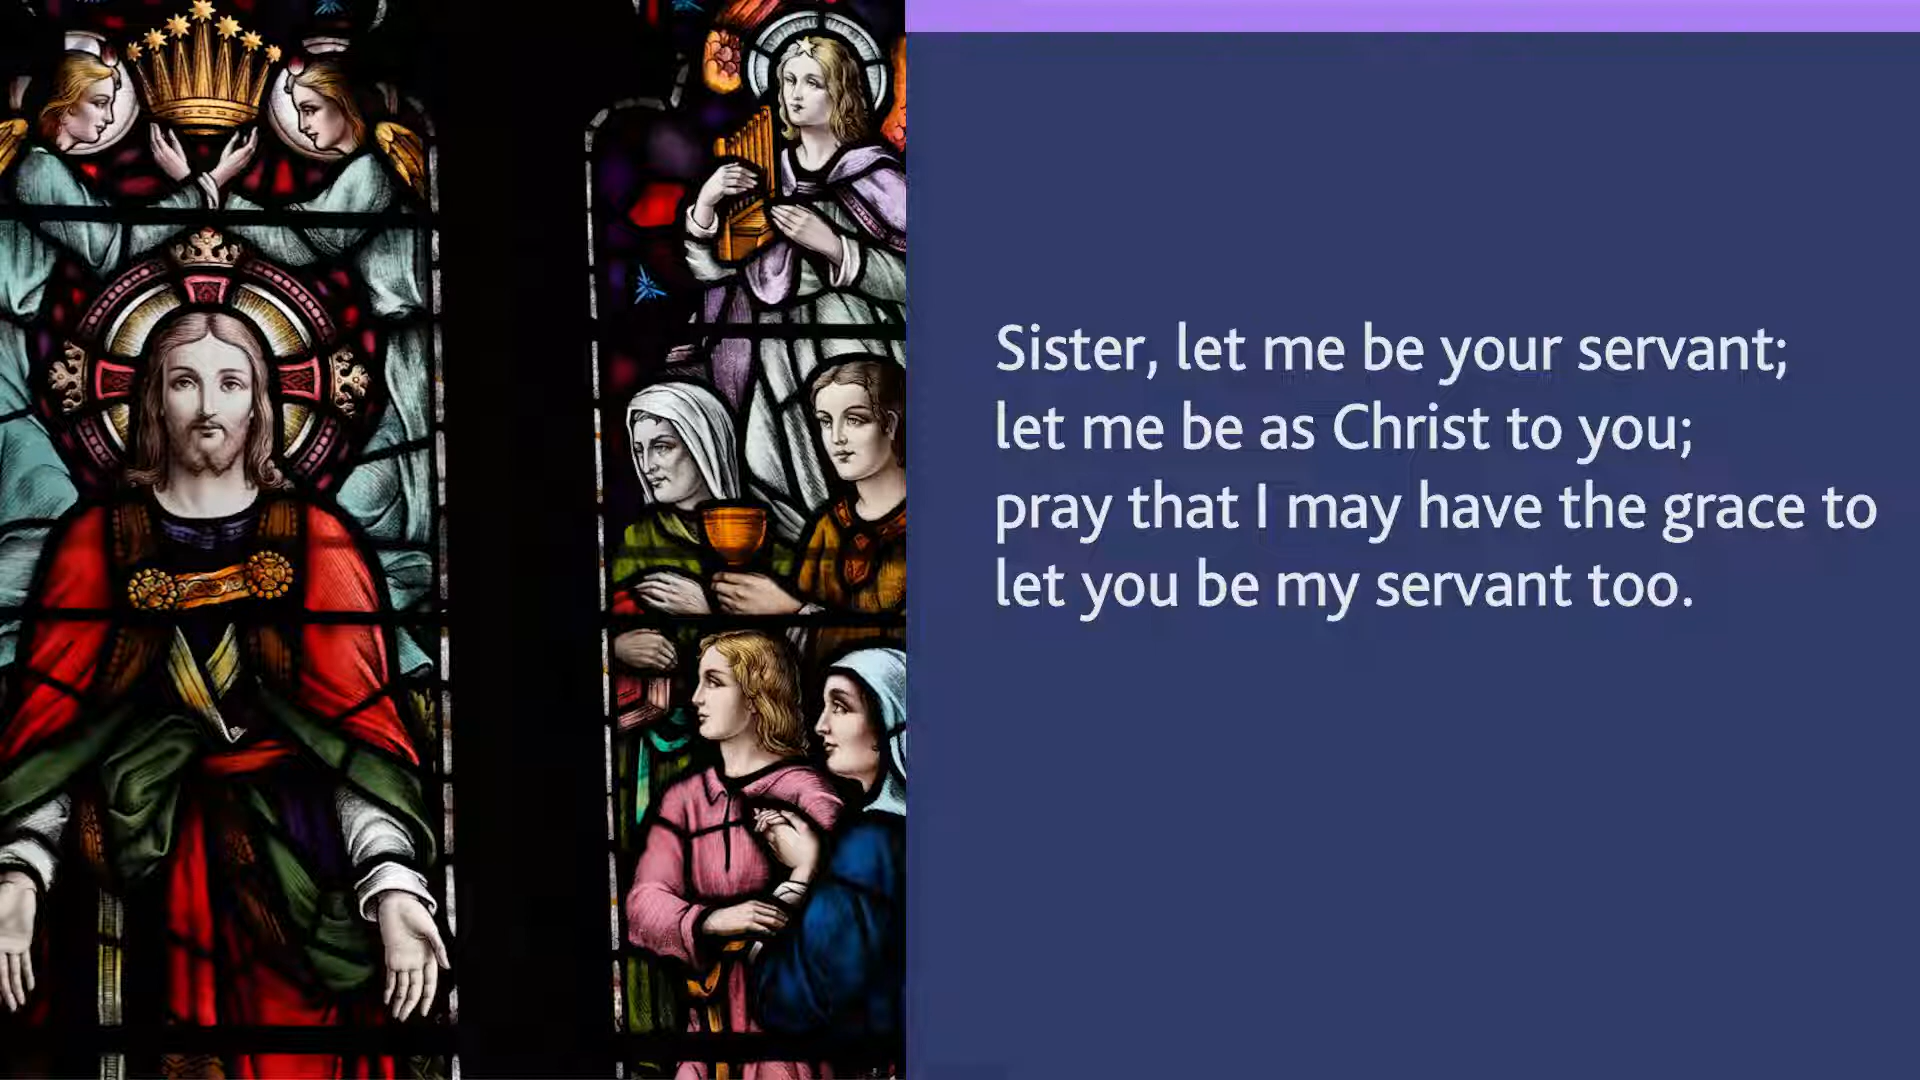 Sister, let me be your servant;
let me be as Christ to you;
pray that I may have the grace to
let you be my servant too.